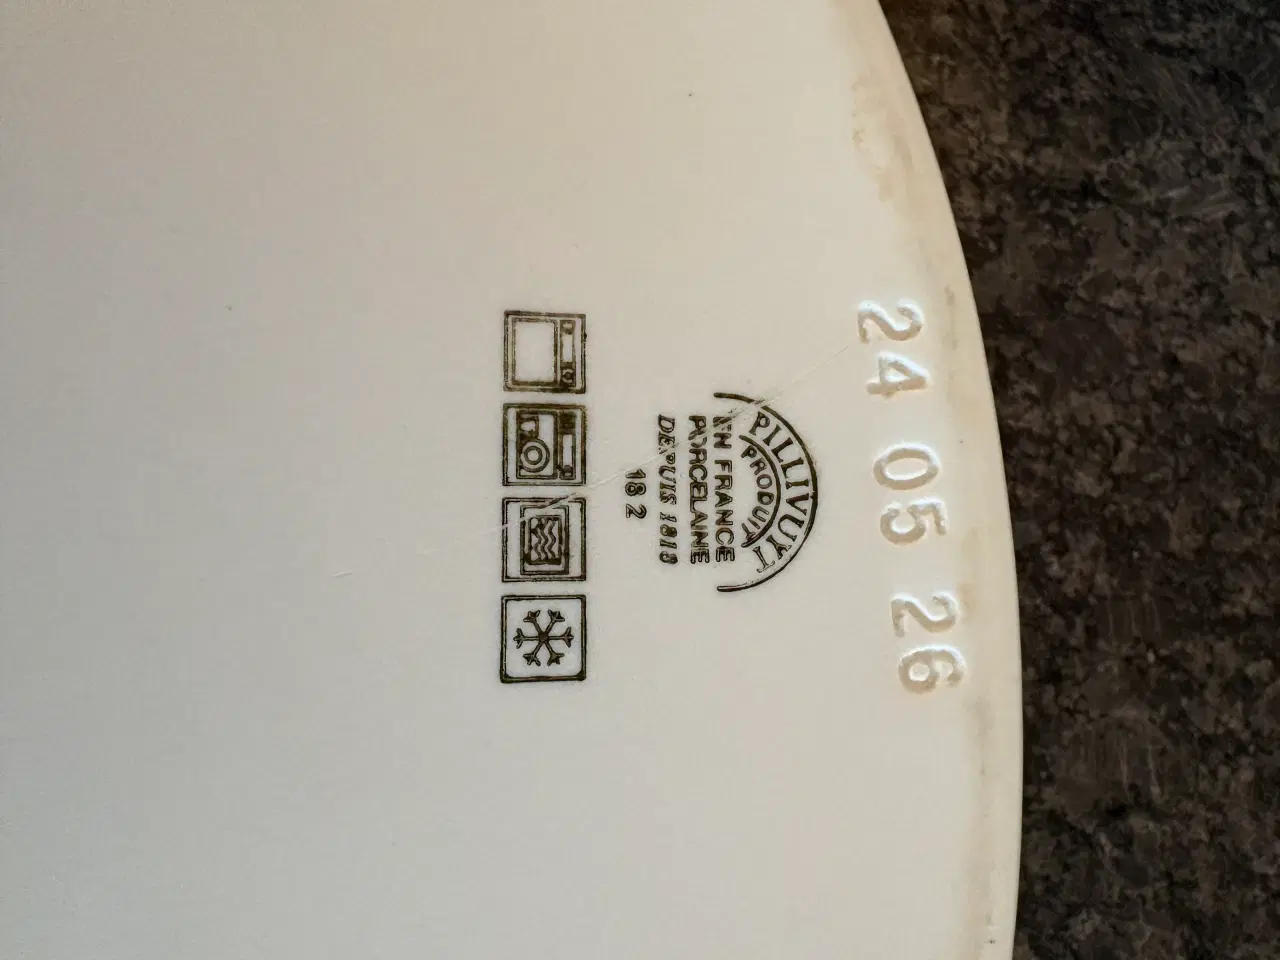 24 05 26
PILLIVUYT
PRODUIT
EN FRANCE
PORCELAINE
DEPUIS 1818
18 2